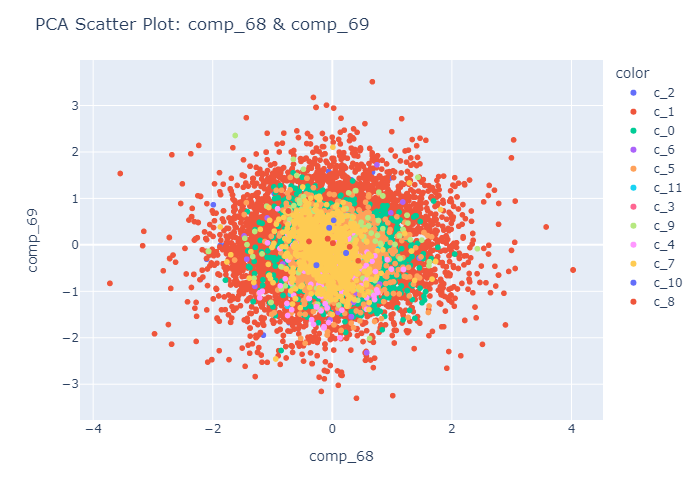 PCA Scatter Plot: comp_68 & comp_69
color
c_2
c_1
c_0
c_6
c_5
c_11
c_3
c_9
c_4
c_7
c_10
c_8
3
2
1
0
−1
−2
−3
comp_69
−4
−2
0
2
4
comp_68